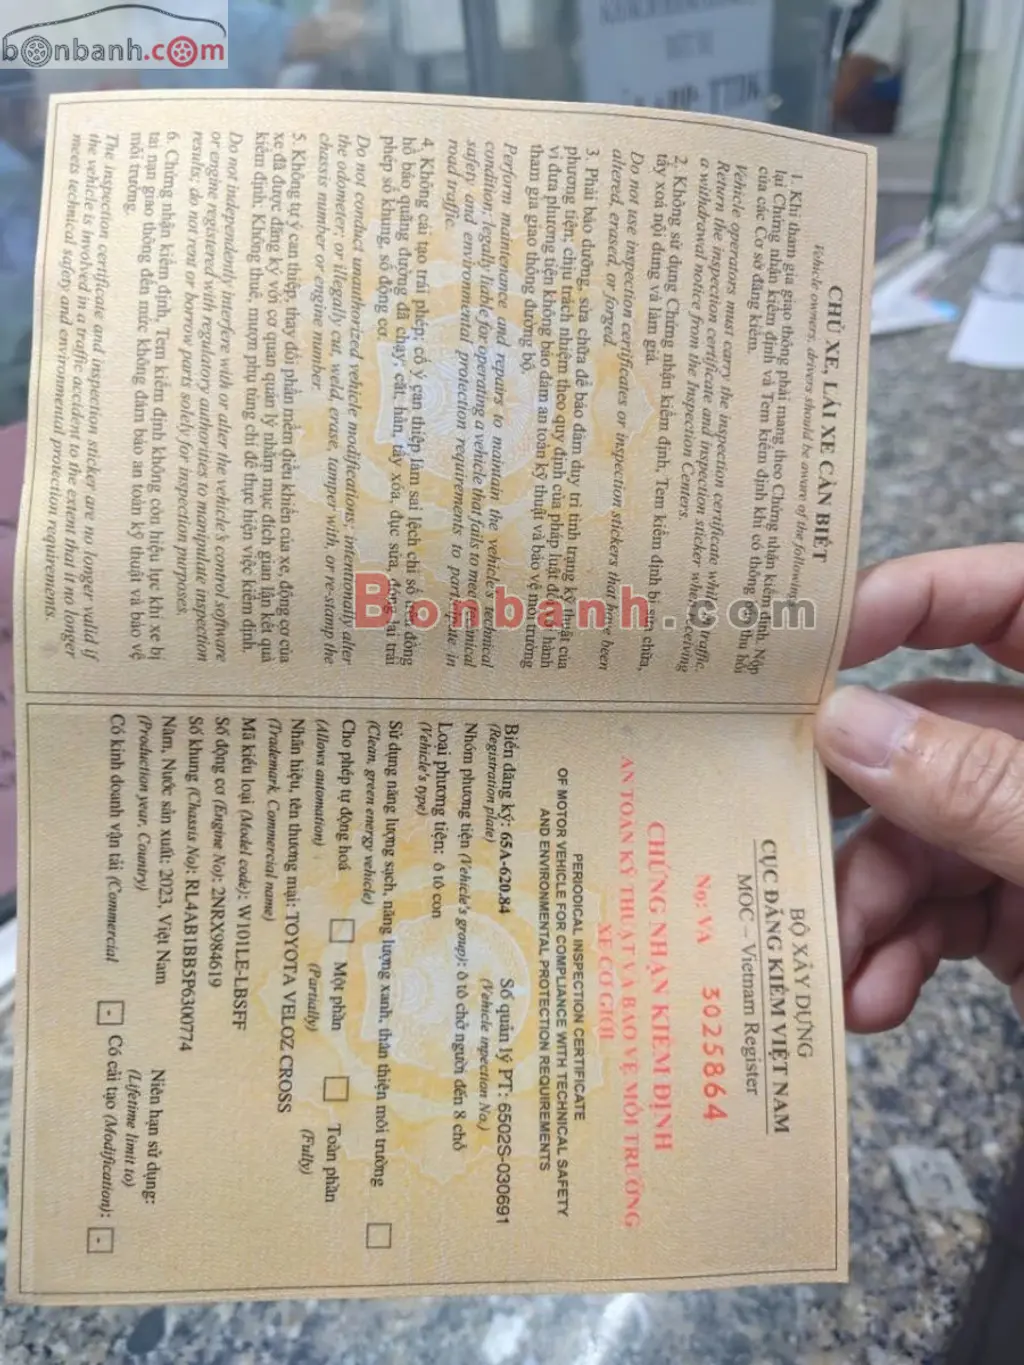 bonbanh.com
CHỦ XE, LÁI XE CẦN BIẾT
Vehicle owners, drivers should be aware of the following
1. Khi tham gia giao thông phải mang theo Chứng nhận kiểm định. Nộp
lại Chứng nhận kiểm định và Tem kiểm định khi có thông báo thu hồi
của các Cơ sở đăng kiểm.
Vehicle operators must carry the inspection certificate while in traffic.
Return the inspection certificate and inspection sticker when receiving
a withdrawal notice from the Inspection Centers.
2. Không sử dụng Chứng nhận kiểm định, Tem kiểm định bị sửa chữa,
tẩy xoá nội dung và làm giả.
Do not use inspection certificates or inspection stickers that have been
altered, erased, or forged.
3. Phải bảo dưỡng, sửa chữa để bảo đảm duy trì tình trạng kỹ thuật của
phương tiện; chịu trách nhiệm theo quy định của pháp luật đối với hành
vi đưa phương tiện không bảo đảm an toàn kỹ thuật và bảo vệ môi trường
tham gia giao thông đường bộ.
Perform maintenance and repairs to maintain the vehicle's technical
condition; legally liable for operating a vehicle that fails to meet technical
safety and environmental protection requirements to participate in
road traffic.
4. Không cải tạo trái phép; cố ý can thiệp làm sai lệch chỉ số trên đồng
hồ báo quãng đường đã chạy; cắt, hàn, tẩy xóa, đục sửa, đóng lại trái
phép số khung, số động cơ.
Do not conduct unauthorized vehicle modifications; intentionally alter
the odometer; or illegally cut, weld, erase, tamper with, or re-stamp the
chassis number or engine number.
5. Không tự ý can thiệp, thay đổi phần mềm điều khiển của xe, động cơ của
xe đã được đăng ký với cơ quan quản lý nhằm mục đích gian lận kết quả
kiểm định. Không thuê, mượn phụ tùng chỉ để thực hiện việc kiểm định.
Do not independently interfere with or alter the vehicle's control software
or engine registered with regulatory authorities to manipulate inspection
results; do not rent or borrow parts solely for inspection purposes.
6. Chứng nhận kiểm định, Tem kiểm định không còn hiệu lực khi xe bị
tai nạn giao thông đến mức không đảm bảo an toàn kỹ thuật và bảo vệ
môi trường.
The inspection certificate and inspection sticker are no longer valid if
the vehicle is involved in a traffic accident to the extent that it no longer
meets technical safety and environmental protection requirements.
Bonbanh.com
BỘ XÂY DỰNG
CỤC ĐĂNG KIỂM VIỆT NAM
MOC – Vietnam Register
No: VA 3025864
CHỨNG NHẬN KIỂM ĐỊNH
AN TOÀN KỸ THUẬT VÀ BẢO VỆ MÔI TRƯỜNG
XE CƠ GIỚI
PERIODICAL INSPECTION CERTIFICATE
OF MOTOR VEHICLE FOR COMPLIANCE WITH TECHNICAL SAFETY
AND ENVIRONMENTAL PROTECTION REQUIREMENTS
Biển đăng ký: 65A-620.84 Số quản lý PT: 6502S-030691
(Registration plate) (Vehicle inpection No.)
Nhóm phương tiện (Vehicle's group): ô tô chở người đến 8 chỗ
Loại phương tiện: ô tô con
(Vehicle's type)
Sử dụng năng lượng sạch, năng lượng xanh, thân thiện môi trường
(Clean, green energy vehicle)
Cho phép tự động hoá Một phần Toàn phần
(Allows automation) (Partially) (Fully)
Nhãn hiệu, tên thương mại: TOYOTA VELOZ CROSS
(Trademark, Commercial name)
Mã kiểu loại (Model code): W101LE-LBSFF
Số động cơ (Engine No): 2NRX984619
Số khung (Chassis No): RL4AB1BB5P6300774
Năm, Nước sản xuất: 2023, Việt Nam Niên hạn sử dụng:
(Production year, Country) (Lifetime limit to)
Có kinh doanh vận tải (Commercial - Có cải tạo (Modification): -